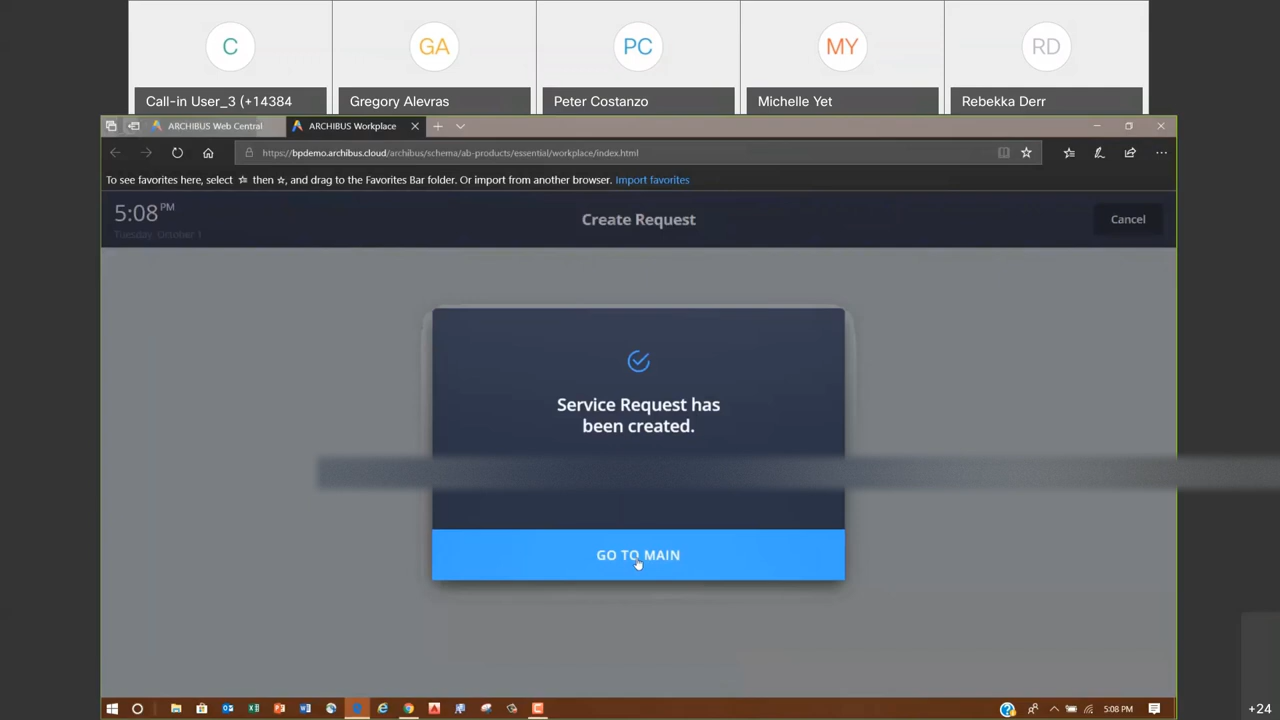 C
GA
PC
MY
RD
Call-in User_3 (+14384
Gregory Alevras
Peter Costanzo
Michelle Yet
Rebekka Derr
ARCHIBUS Web Central
ARCHIBUS Workplace
https://bpdemo.archibus.cloud/archibus/schema/ab-products/essential/workplace/index.html
To see favorites here, select ☆ then ☆, and drag to the Favorites Bar folder. Or import from another browser. Import favorites
5:08 PM
Tuesday, October 1
Create Request
Cancel
Service Request has
been created.
GO TO MAIN
5:08 PM
+24